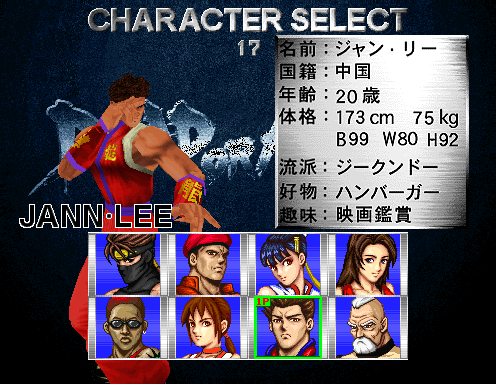 CHARACTER SELECT
17
名前：ジャン・リー
国籍：中国
年齢：20歳
体格：173cm 75kg
B99 W80 H92
流派：ジークンドー
好物：ハンバーガー
趣味：映画鑑賞
JANN・LEE
1P